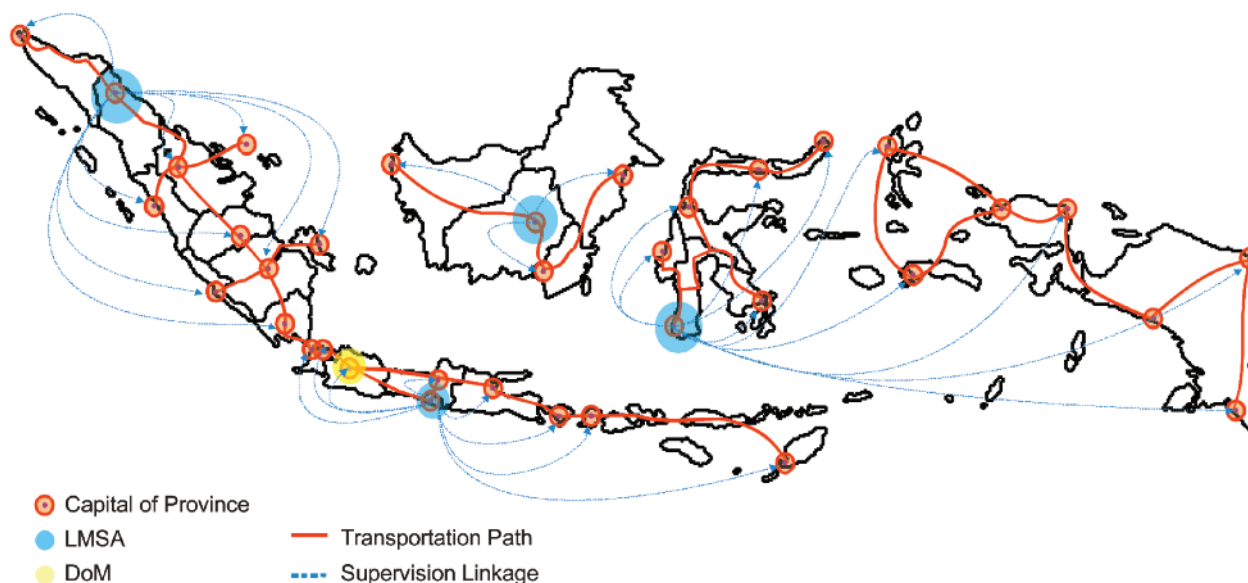 Capital of Province
LMSA
DoM
Transportation Path
Supervision Linkage